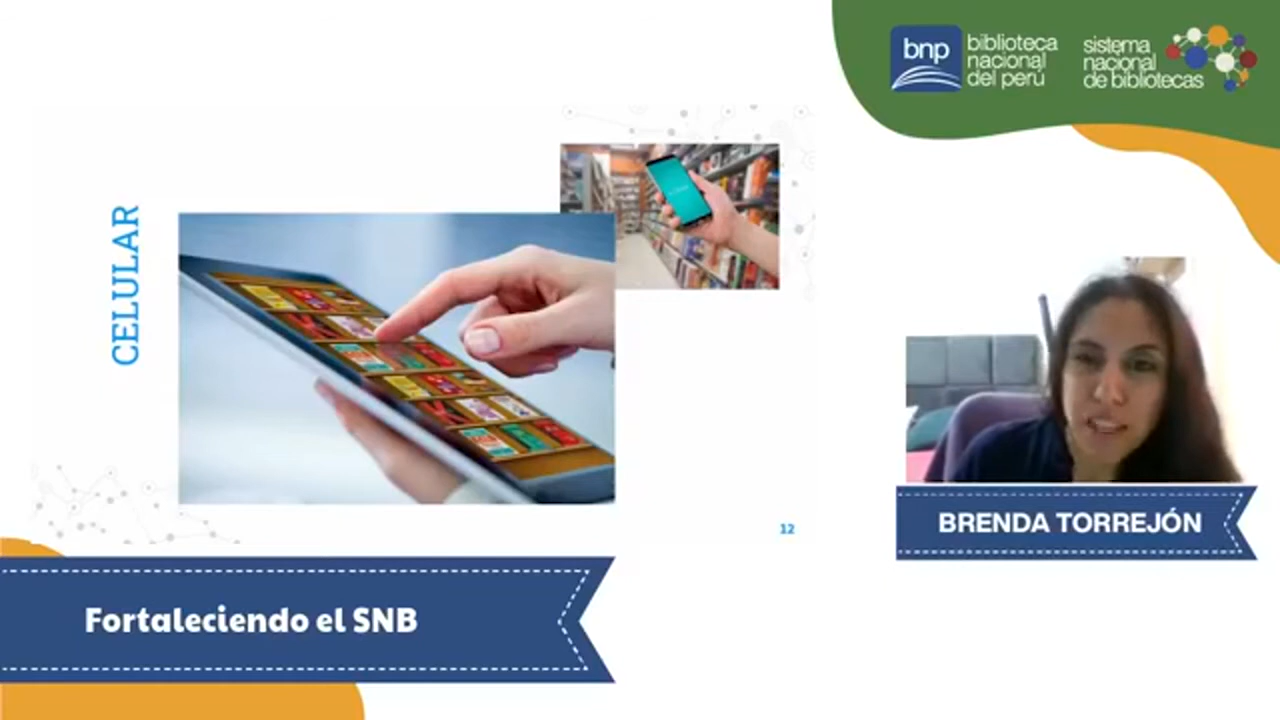 bnp
biblioteca
nacional
del perú
sistema
nacional
de bibliotecas
CELULAR
12
BRENDA TORREJÓN
Fortaleciendo el SNB